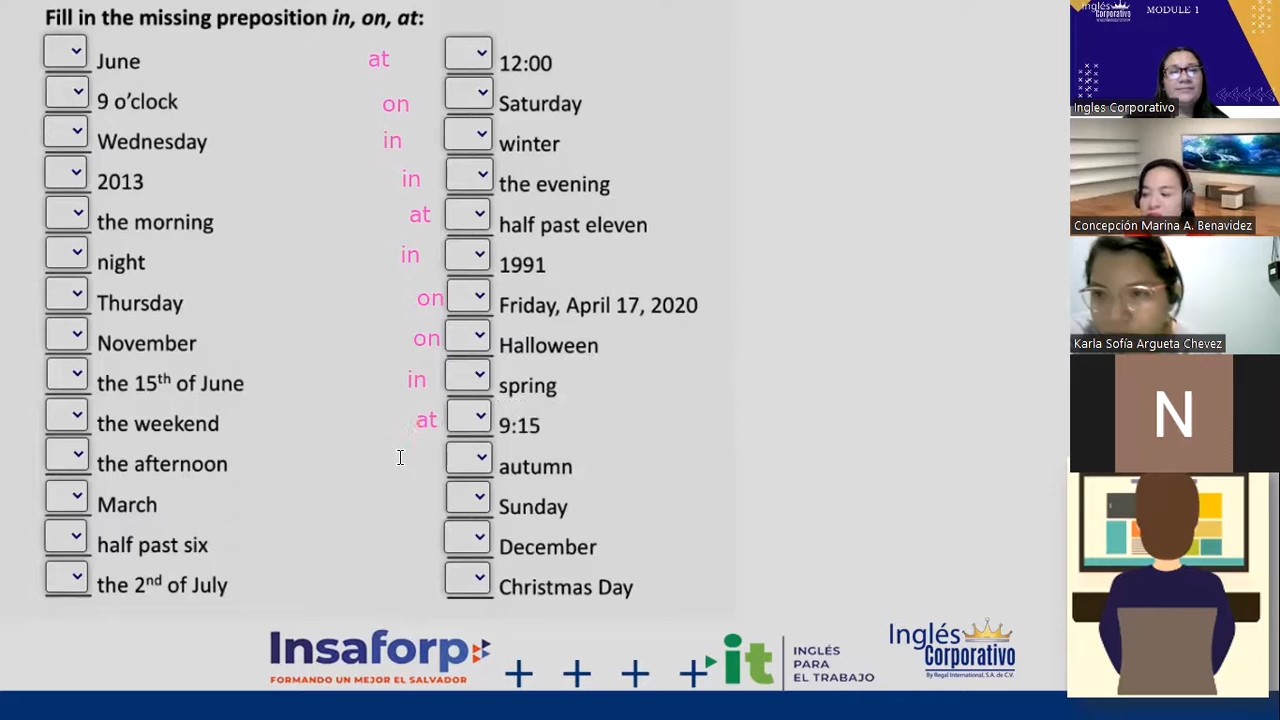 Fill in the missing preposition in, on, at:
June
9 o'clock
Wednesday
2013
the morning
night
Thursday
November
the 15th of June
the weekend
the afternoon
March
half past six
the 2nd of July
at 12:00
on Saturday
in winter
in the evening
at half past eleven
in 1991
on Friday, April 17, 2020
on Halloween
in spring
at 9:15
autumn
Sunday
December
Christmas Day
Insaforp
FORMANDO UN MEJOR EL SALVADOR
it
INGLÉS
PARA
EL TRABAJO
Inglés
Corporativo
By Regal International, S.A. de C.V.
Inglés
Corporativo
MODULE 1
Ingles Corporativo
Concepción Marina A. Benavidez
Karla Sofía Argueta Chevez
N